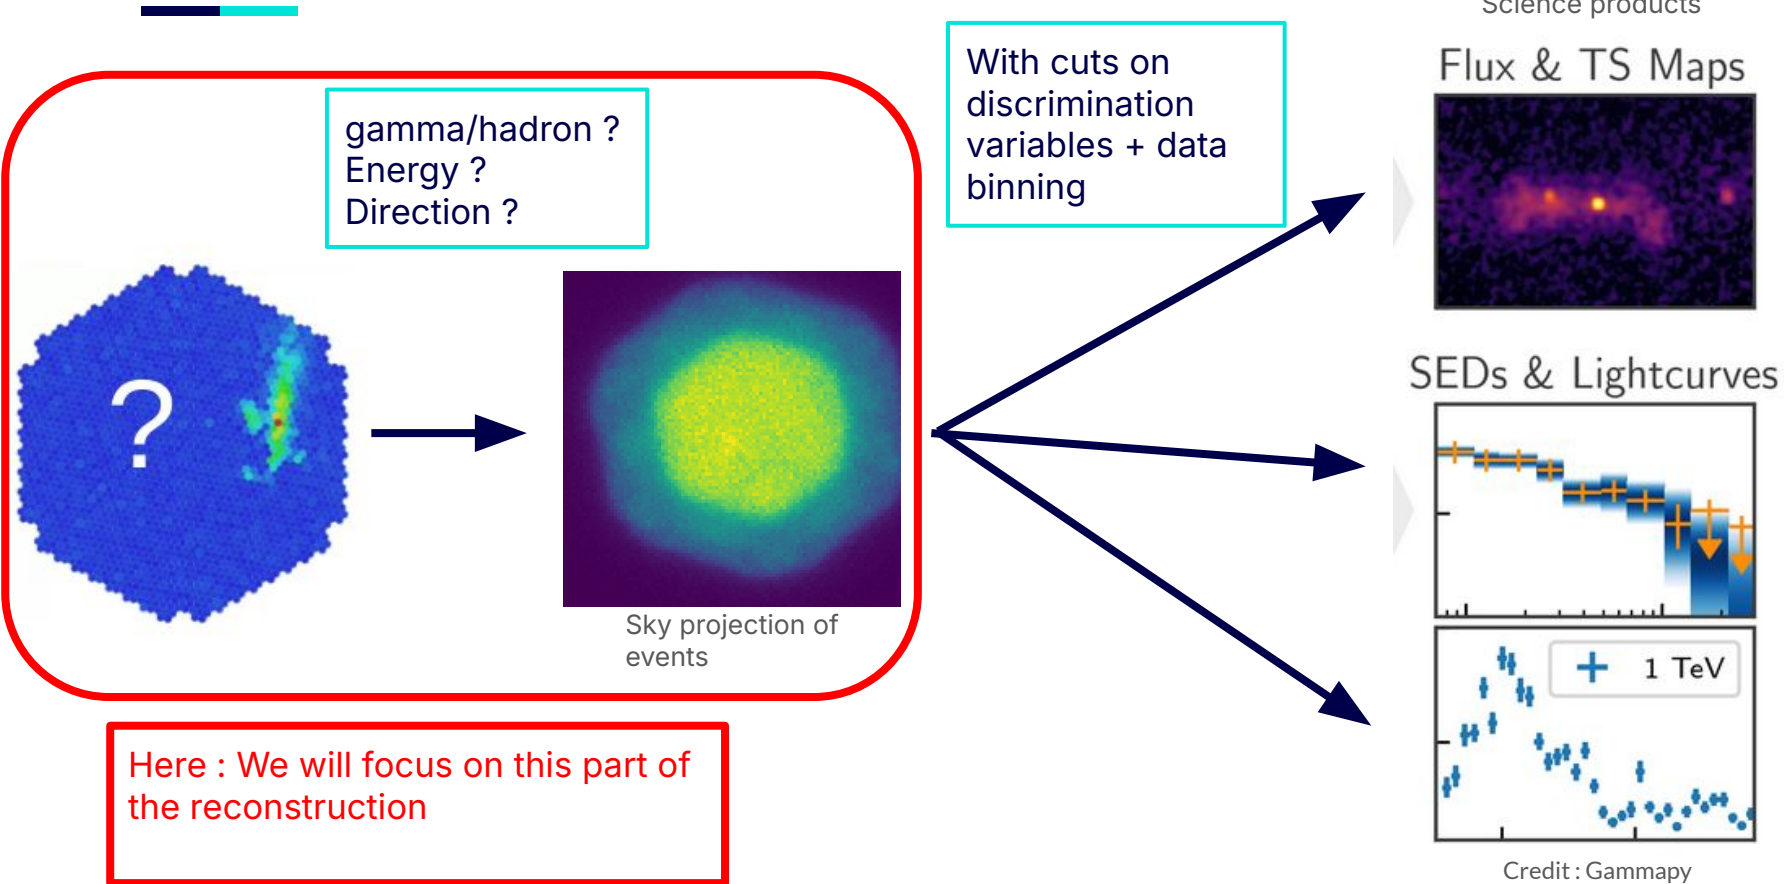 Science products
With cuts on
discrimination
variables + data
binning
Flux & TS Maps
gamma/hadron ?
Energy ?
Direction ?
?
SEDs & Lightcurves
Sky projection of
events
1 TeV
Here : We will focus on this part of
the reconstruction
Credit : Gammapy